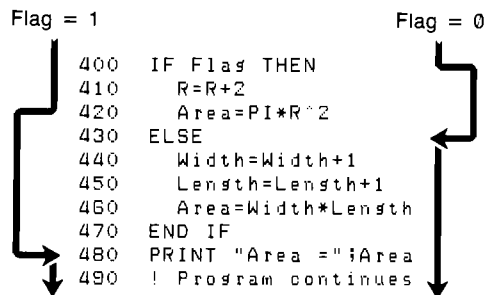 Flag = 1 Flag = 0
400 IF Flag THEN
410 R=R+2
420 Area=PI*R^2
430 ELSE
440 Width=Width+1
450 Length=Length+1
460 Area=Width*Length
470 END IF
480 PRINT "Area =";Area
490 ! Program continues